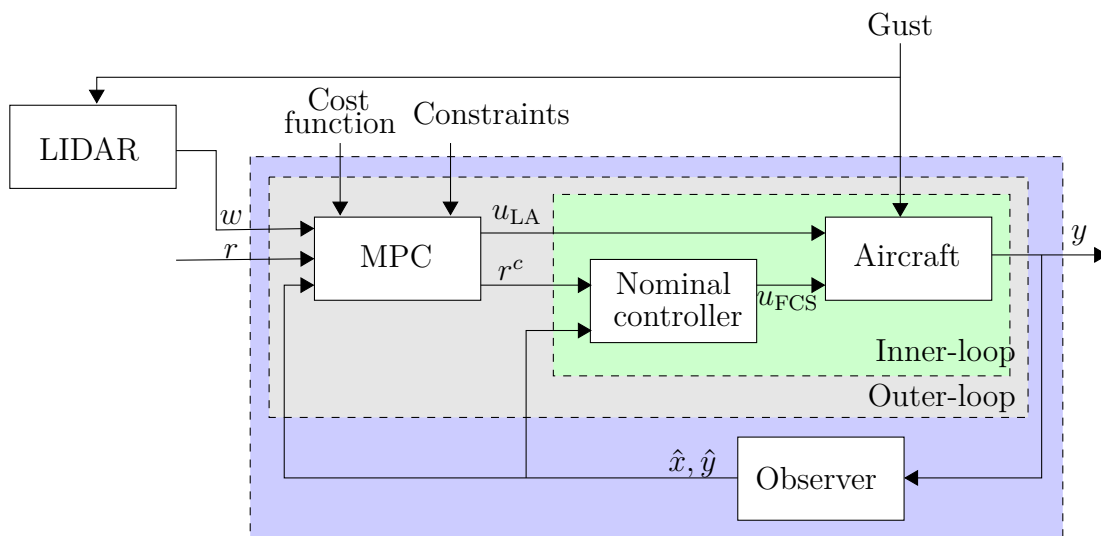 Gust
Cost
function
Constraints
LIDAR
w
r
MPC
u_LA
r^c
Nominal
controller
u_FCS
Aircraft
y
Inner-loop
Outer-loop
x̂, ŷ
Observer